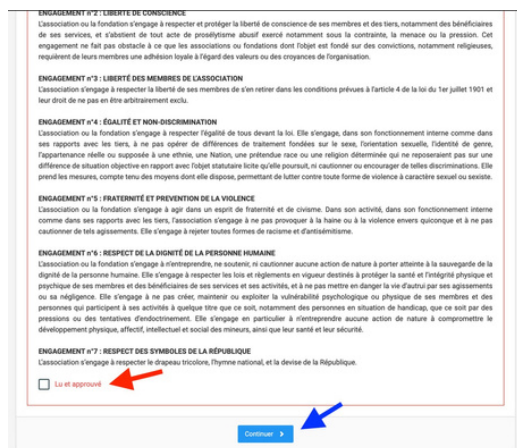 ENGAGEMENT n°2 : LIBERTÉ DE CONSCIENCE
L'association ou la fondation s'engage à respecter et protéger la liberté de conscience de ses membres et des tiers, notamment des bénéficiaires
de ses services, et s'abstient de tout acte de prosélytisme abusif exercé notamment sous la contrainte, la menace ou la pression. Cet
engagement ne fait pas obstacle à ce que les associations ou fondations dont l'objet est fondé sur des convictions, notamment religieuses,
requièrent de leurs membres une adhésion loyale à l'égard des valeurs ou des croyances de l'organisation.
ENGAGEMENT n°3 : LIBERTÉ DES MEMBRES DE L'ASSOCIATION
L'association s'engage à respecter la liberté de ses membres de s'en retirer dans les conditions prévues à l'article 4 de la loi du 1er juillet 1901 et
leur droit de ne pas en être arbitrairement exclu.
ENGAGEMENT n°4 : ÉGALITÉ ET NON-DISCRIMINATION
L'association ou la fondation s'engage à respecter l'égalité de tous devant la loi. Elle s'engage, dans son fonctionnement interne comme dans
ses rapports avec les tiers, à ne pas opérer de différences de traitement fondées sur le sexe, l'orientation sexuelle, l'identité de genre,
l'appartenance réelle ou supposée à une ethnie, une Nation, une prétendue race ou une religion déterminée qui ne reposeraient pas sur une
différence de situation objective en rapport avec l'objet statutaire licite qu'elle poursuit, ni cautionner ou encourager de telles discriminations. Elle
prend les mesures, compte tenu des moyens dont elle dispose, permettant de lutter contre toute forme de violence à caractère sexuel ou sexiste.
ENGAGEMENT n°5 : FRATERNITÉ ET PREVENTION DE LA VIOLENCE
L'association ou la fondation s'engage à agir dans un esprit de fraternité et de civisme. Dans son activité, dans son fonctionnement interne
comme dans ses rapports avec les tiers, l'association s'engage à ne pas provoquer à la haine ou à la violence envers quiconque et à ne pas
cautionner de tels agissements. Elle s'engage à rejeter toutes formes de racisme et d'antisémitisme.
ENGAGEMENT n°6 : RESPECT DE LA DIGNITÉ DE LA PERSONNE HUMAINE
L'association ou la fondation s'engage à n'entreprendre, ne soutenir, ni cautionner aucune action de nature à porter atteinte à la sauvegarde de la
dignité de la personne humaine. Elle s'engage à respecter les lois et règlements en vigueur destinés à protéger la santé et l'intégrité physique et
psychique de ses membres et des bénéficiaires de ses services et ses activités, et à ne pas mettre en danger la vie d'autrui par ses agissements
ou sa négligence. Elle s'engage à ne pas créer, maintenir ou exploiter la vulnérabilité psychologique ou physique de ses membres et des
personnes qui participent à ses activités à quelque titre que ce soit, notamment des personnes en situation de handicap, que ce soit par des
pressions ou des tentatives d'endoctrinement. Elle s'engage en particulier à n'entreprendre aucune action de nature à compromettre le
développement physique, affectif, intellectuel et social des mineurs, ainsi que leur santé et leur sécurité.
ENGAGEMENT n°7 : RESPECT DES SYMBOLES DE LA RÉPUBLIQUE
L'association s'engage à respecter le drapeau tricolore, l'hymne national, et la devise de la République.
Lu et approuvé
Continuer >